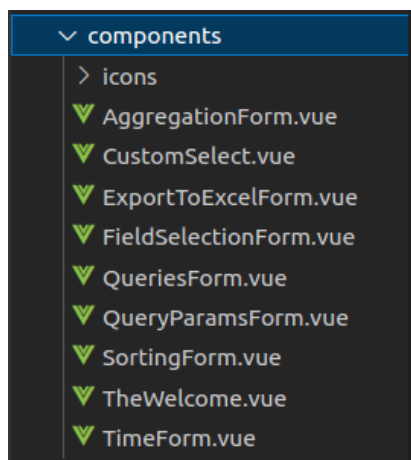 components
icons
AggregationForm.vue
CustomSelect.vue
ExportToExcelForm.vue
FieldSelectionForm.vue
QueriesForm.vue
QueryParamsForm.vue
SortingForm.vue
TheWelcome.vue
TimeForm.vue